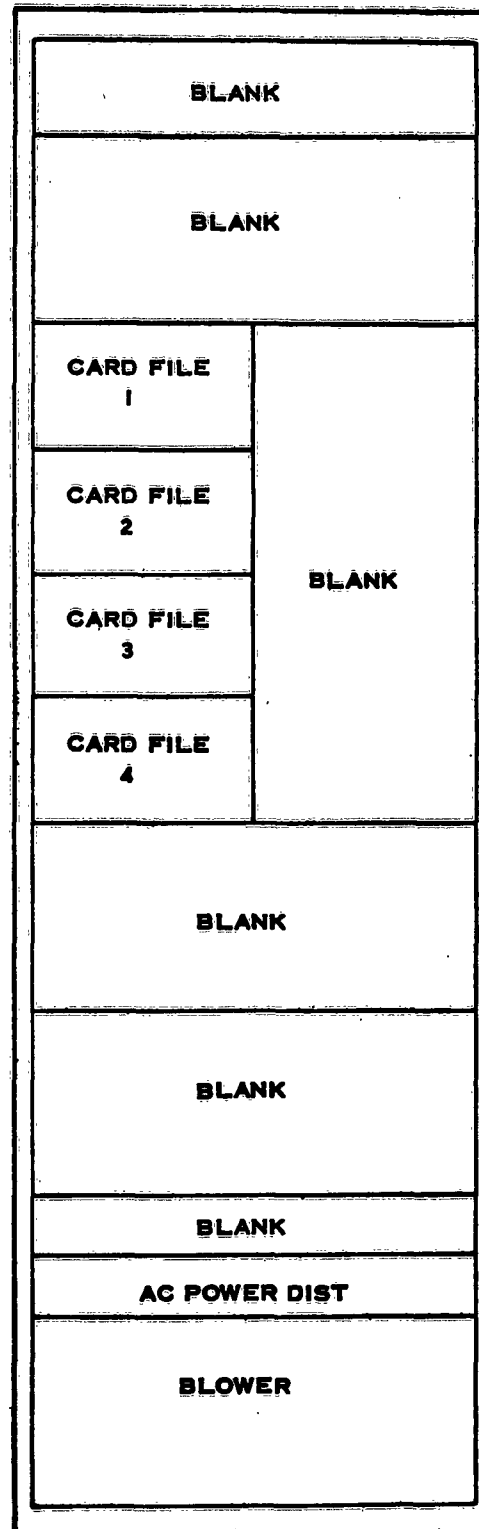 BLANK
BLANK
CARD FILE
1
CARD FILE
2
CARD FILE
3
CARD FILE
4
BLANK
BLANK
BLANK
BLANK
AC POWER DIST
BLOWER